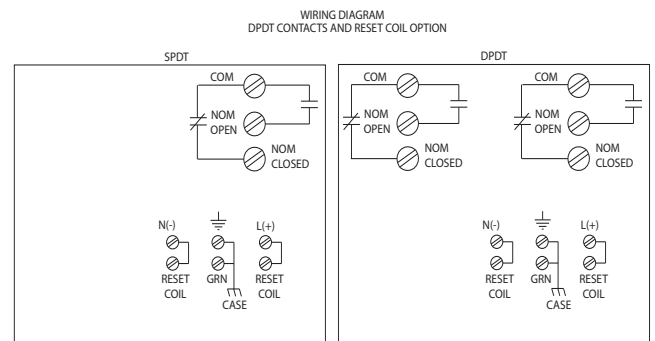 WIRING DIAGRAM
DPDT CONTACTS AND RESET COIL OPTION
SPDT
COM
NOM
OPEN
NOM
CLOSED
N(-)
L(+)
RESET
COIL
GRN
RESET
COIL
CASE
DPDT
COM
NOM
OPEN
NOM
CLOSED
COM
NOM
OPEN
NOM
CLOSED
N(-)
L(+)
RESET
COIL
GRN
RESET
COIL
CASE